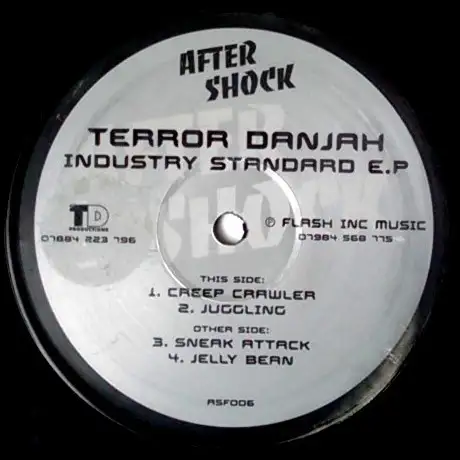 AFTER
SHOCK
TERROR DANJAH
INDUSTRY STANDARD E.P
TD
PRODUCTIONS
07884 223 796
℗ FLASH INC MUSIC
07984 568 775
THIS SIDE:
1. CREEP CRAWLER
2. JUGGLING
OTHER SIDE:
3. SNEAK ATTACK
4. JELLY BEAN
ASF006